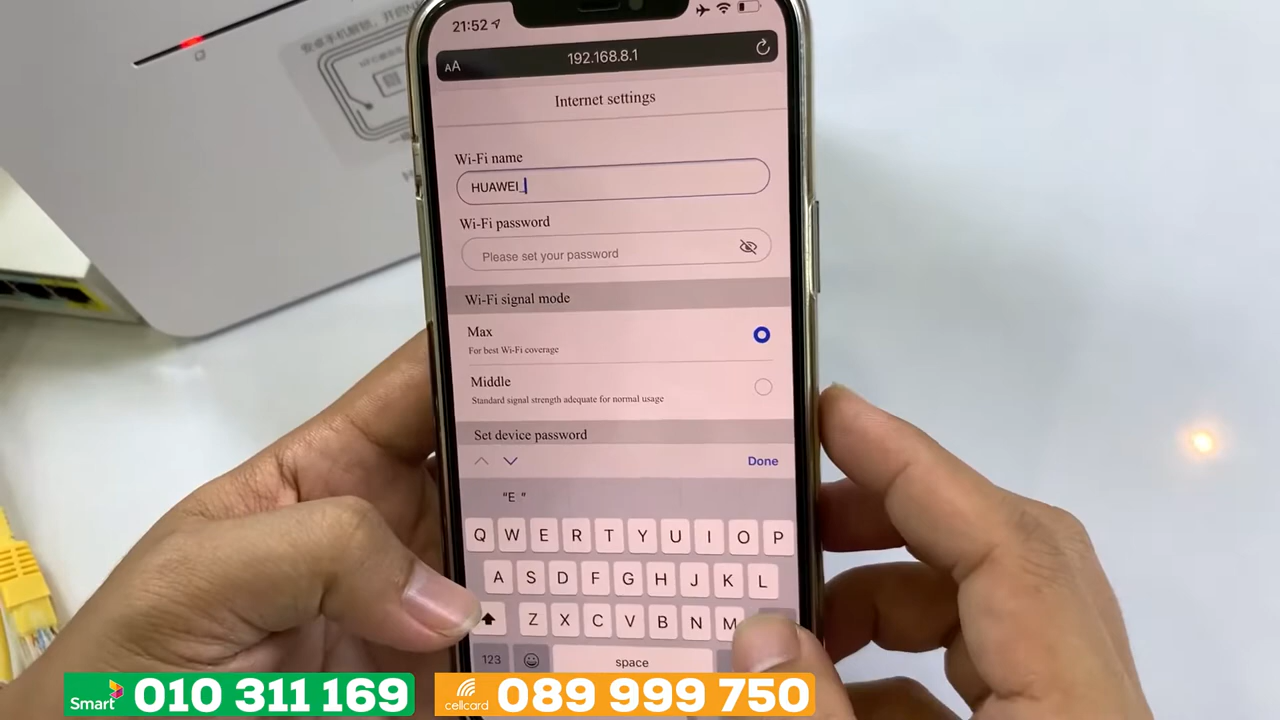 21:52
AA 192.168.8.1
Internet settings
Wi-Fi name
HUAWEI_
Wi-Fi password
Please set your password
Wi-Fi signal mode
Max
For best Wi-Fi coverage
Middle
Standard signal strength adequate for normal usage
Set device password
Done
"E "
Q W E R T Y U I O P
A S D F G H J K L
Z X C V B N M
123 space
Smart 010 311 169 cellcard 089 999 750